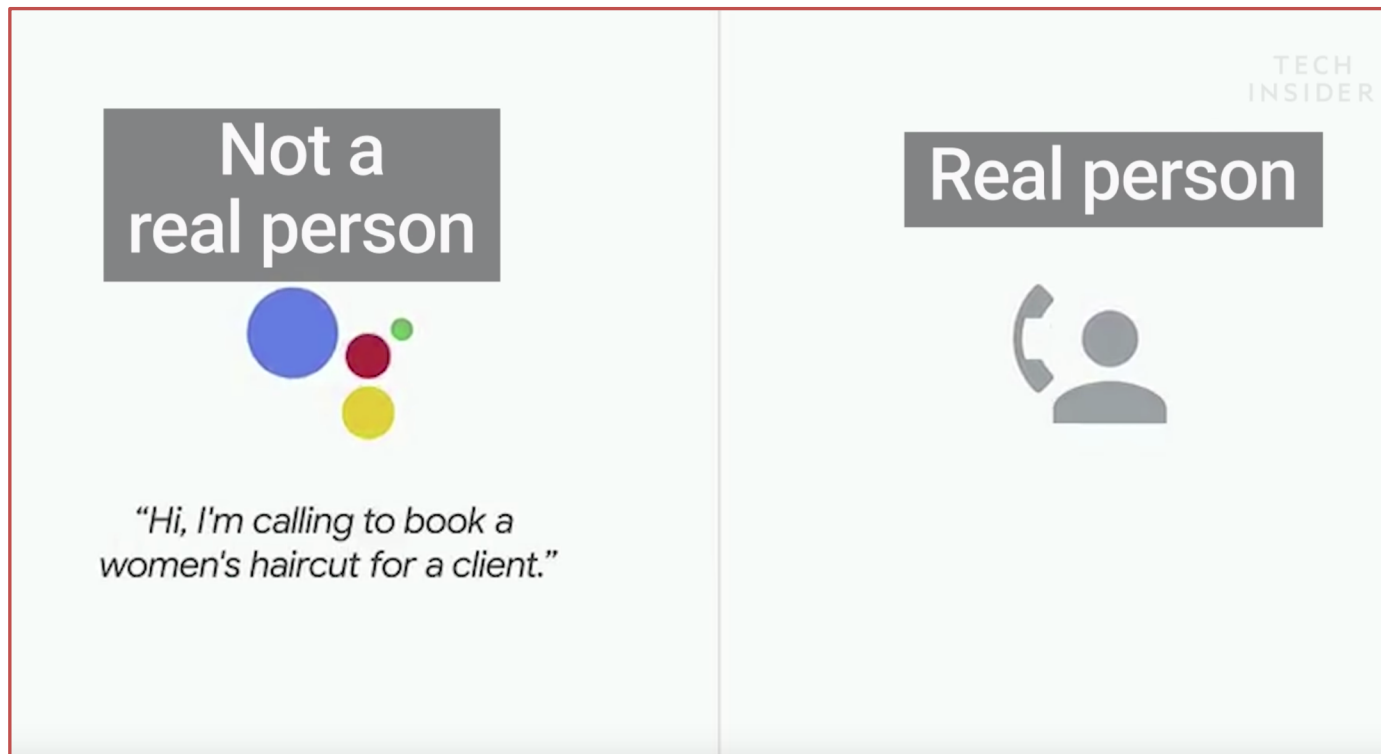 Not a
real person
“Hi, I'm calling to book a
women's haircut for a client.”
TECH
INSIDER
Real person